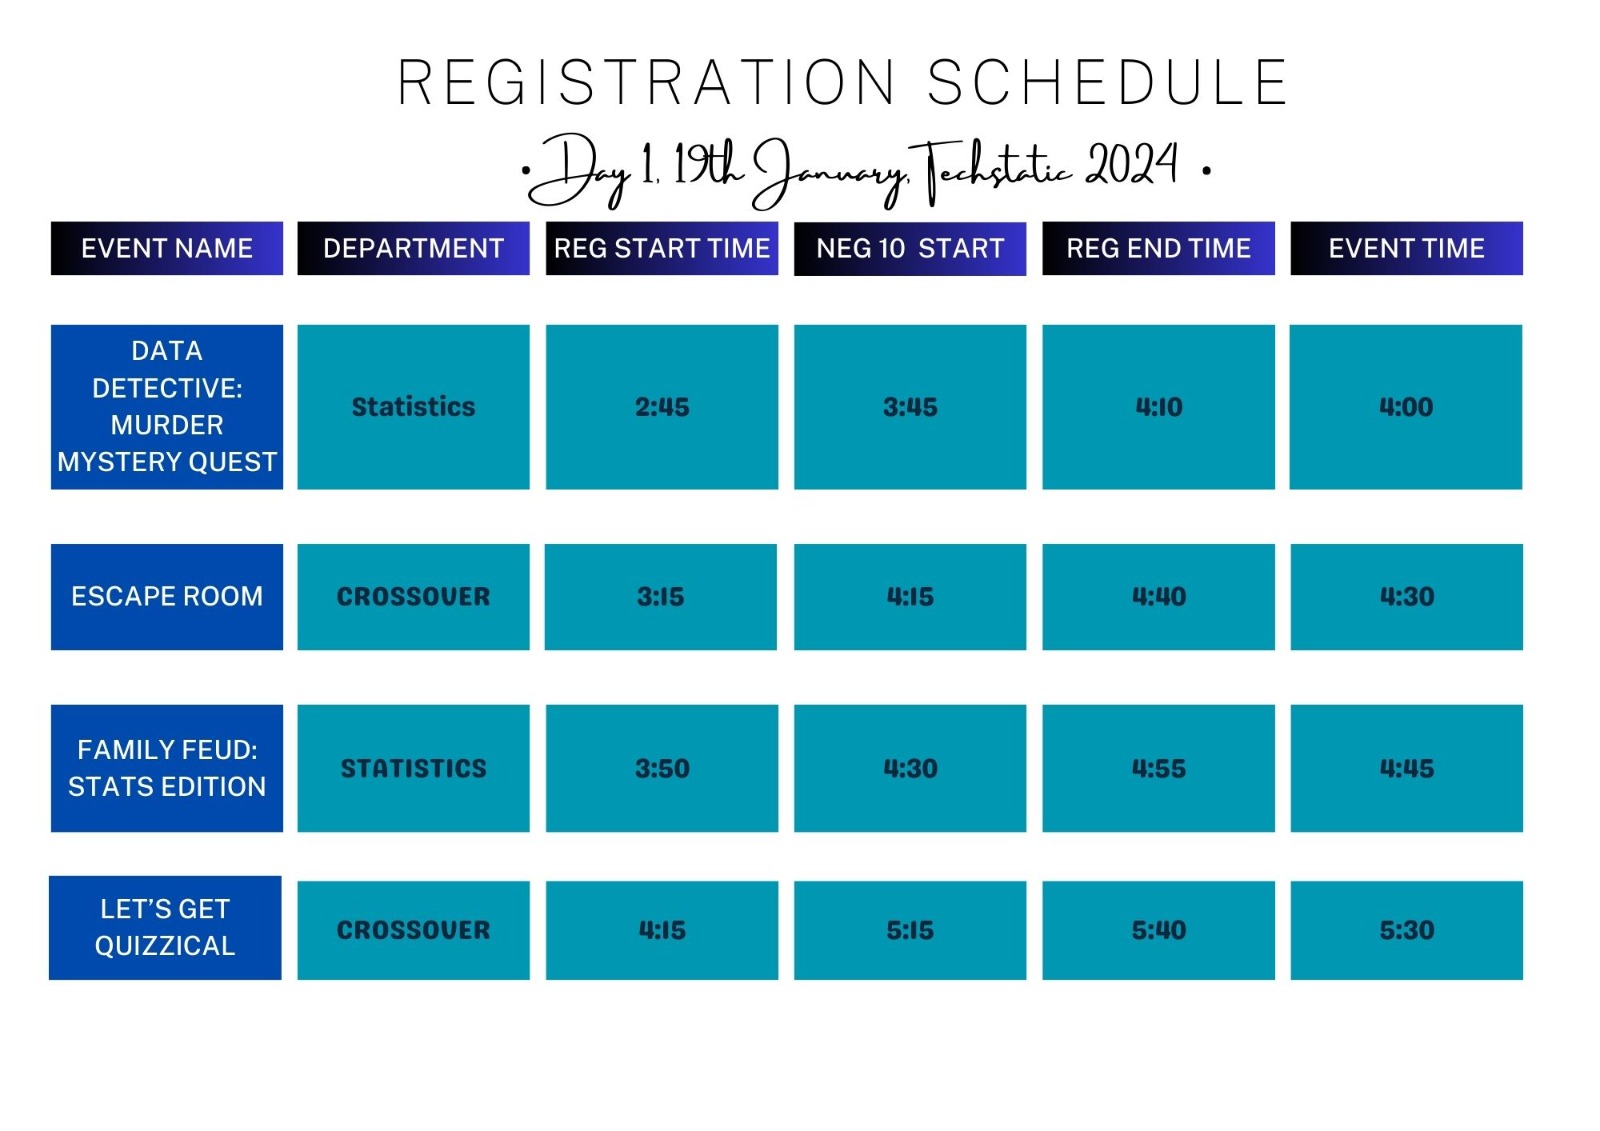 REGISTRATION SCHEDULE
• Day 1, 19th January, Techstatic 2024 •
EVENT NAME DEPARTMENT REG START TIME NEG 10 START REG END TIME EVENT TIME
DATA
DETECTIVE:
MURDER
MYSTERY QUEST
Statistics 2:45 3:45 4:10 4:00
ESCAPE ROOM CROSSOVER 3:15 4:15 4:40 4:30
FAMILY FEUD:
STATS EDITION
STATISTICS 3:50 4:30 4:55 4:45
LET’S GET
QUIZZICAL
CROSSOVER 4:15 5:15 5:40 5:30